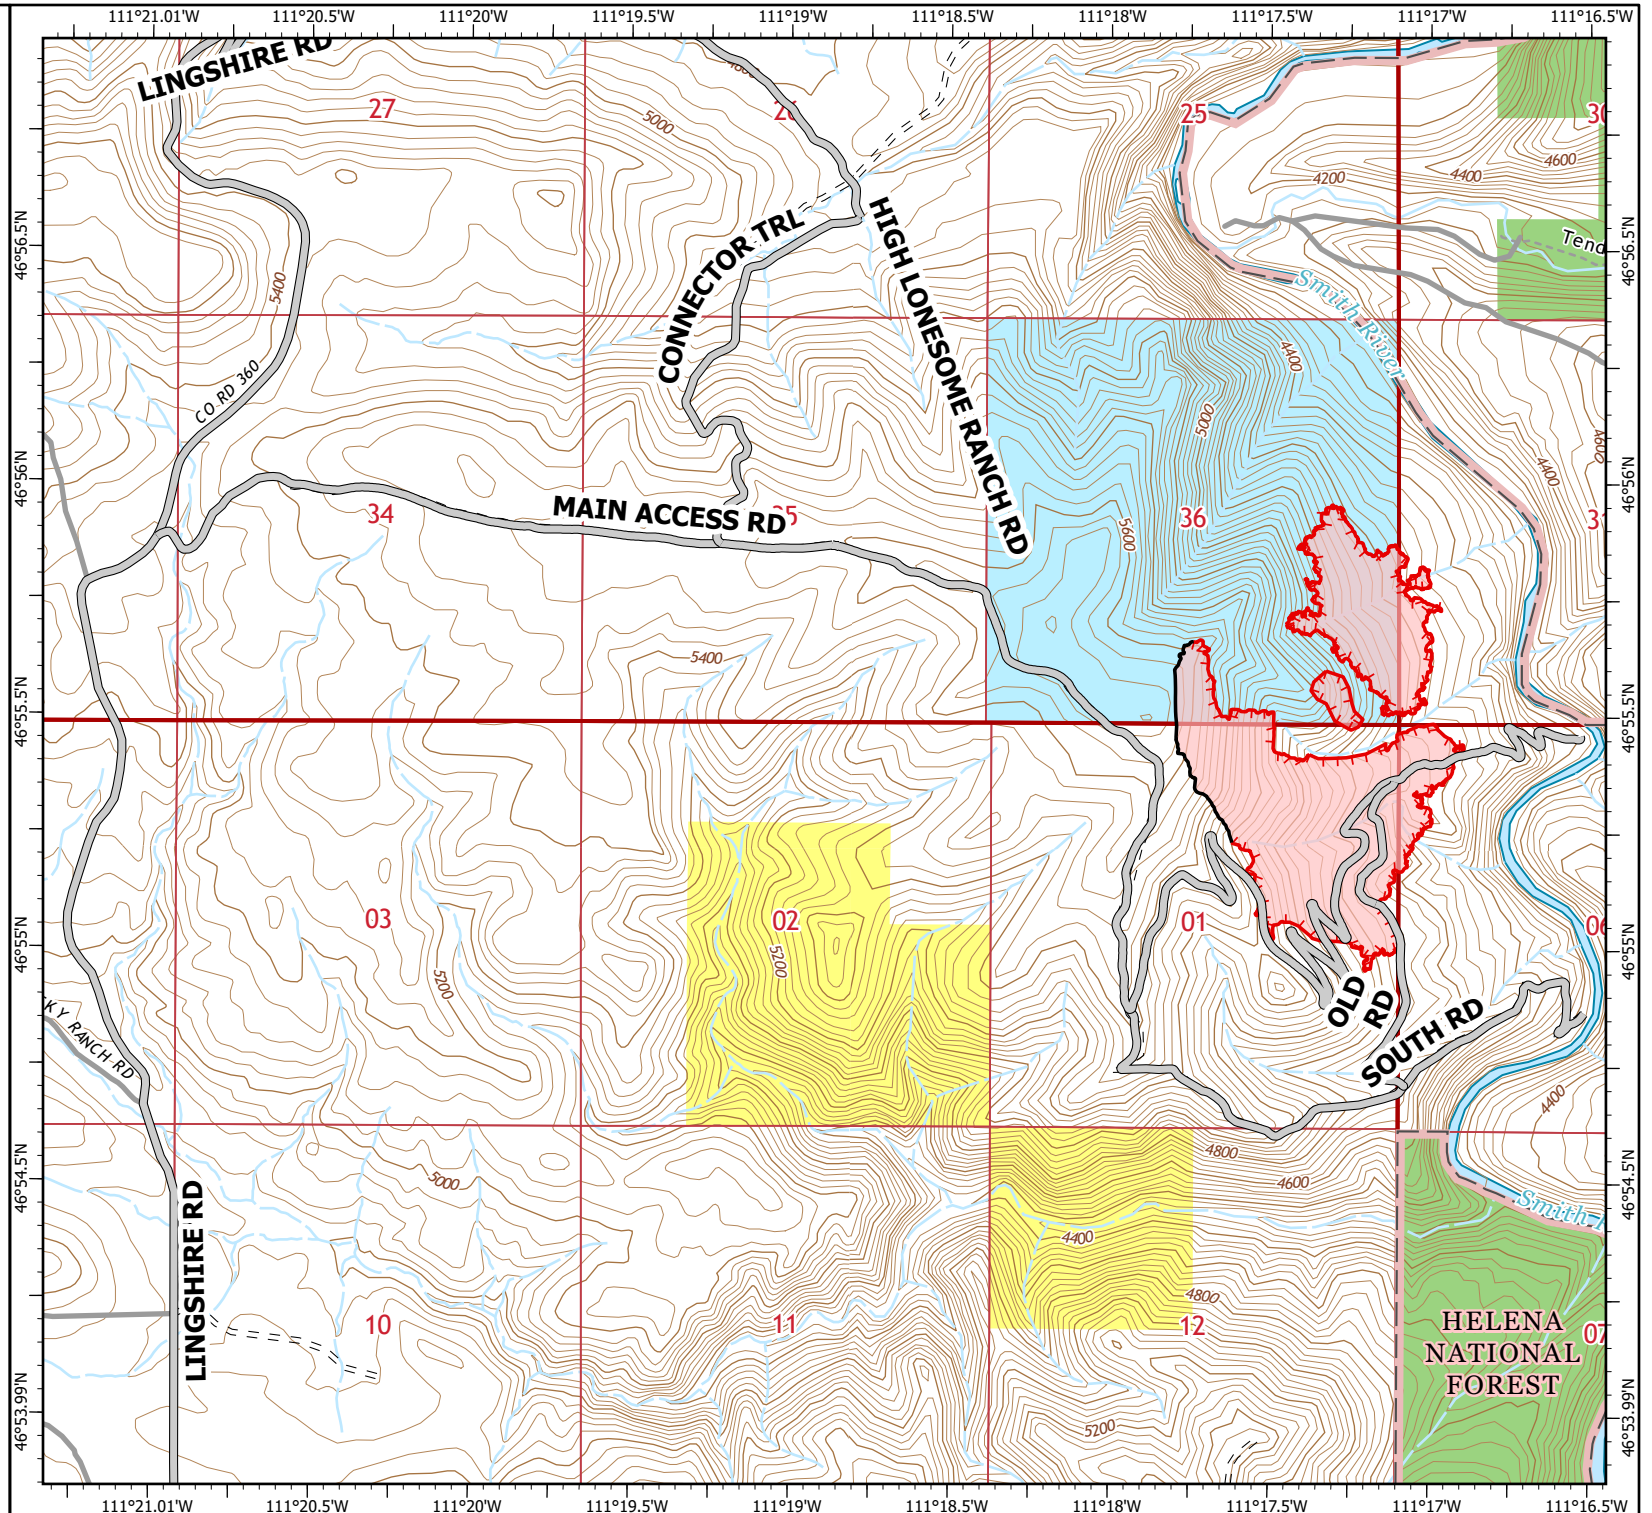 111°21.01'W 111°20.5'W 111°20'W 111°19.5'W 111°19'W 111°18.5'W 111°18'W 111°17.5'W 111°17'W 111°16.5'W
LINGSHIRE RD
27
5000
25
4600
4200
4400
CONNECTOR TRL
HIGH LONESOME RANCH RD
46°56.5'N
46°56.5'N
Tend
5400
Smith River
CO RD 360
4400
5000
4600
4400
46°56'N
46°56'N
34
MAIN ACCESS RD
36
5600
5400
46°55.5'N
46°55.5'N
03
02
01
46°55'N
46°55'N
5200
5200
OLD
RD
SOUTH RD
KY RANCH RD
4400
46°54.5'N
46°54.5'N
4800
4600
5000
Smith
LINGSHIRE RD
4400
4800
10
11
12
07
HELENA
NATIONAL
FOREST
46°53.99'N
46°53.99'N
5200
111°21.01'W 111°20.5'W 111°20'W 111°19.5'W 111°19'W 111°18.5'W 111°18'W 111°17.5'W 111°17'W 111°16.5'W